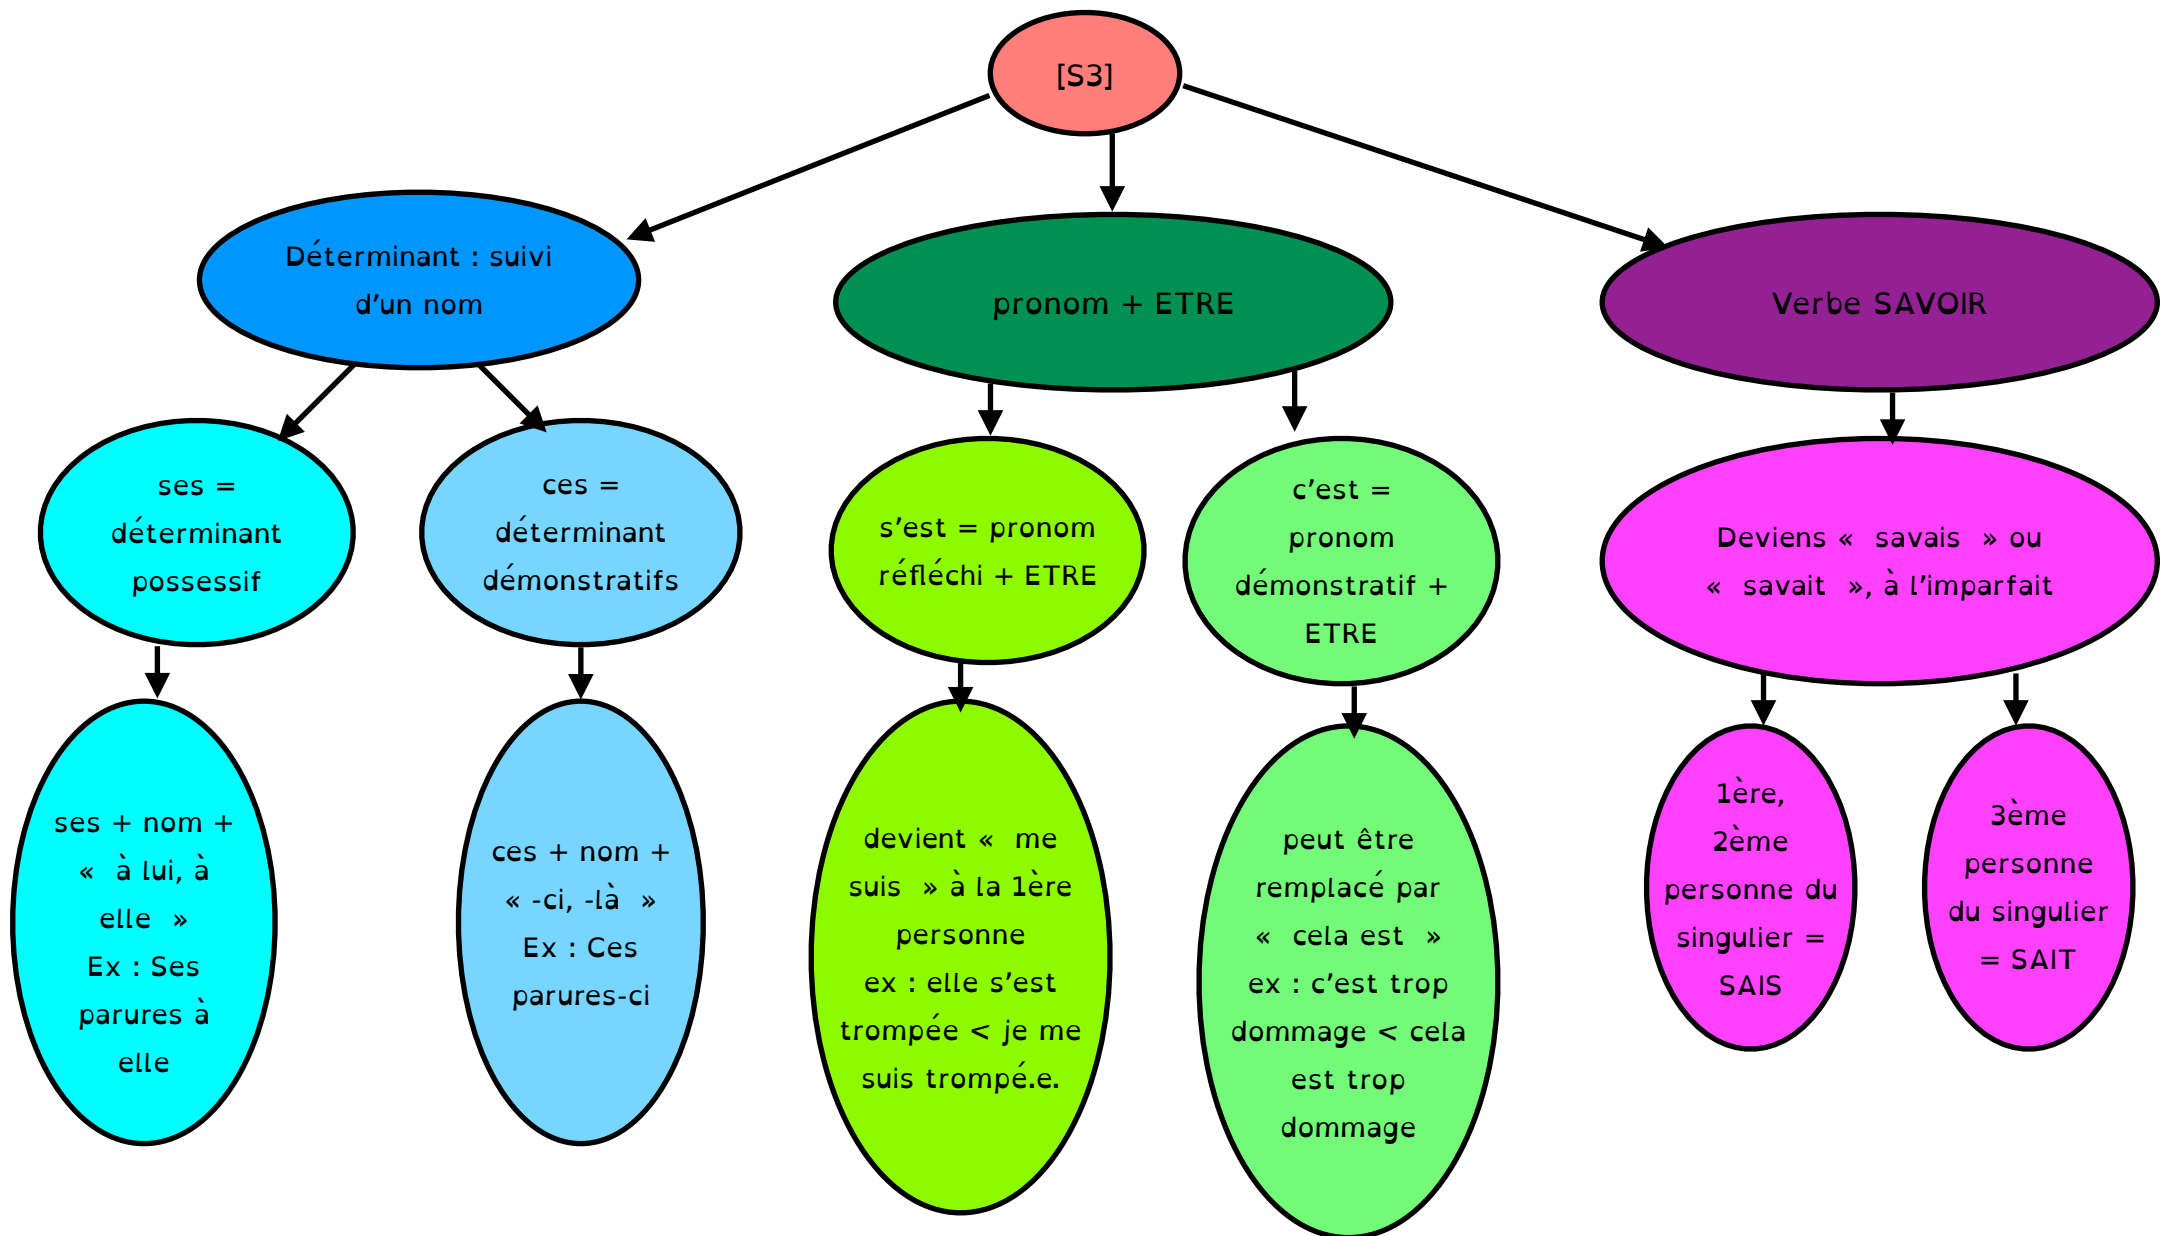 [S3]
Déterminant : suivi
d’un nom
pronom + ETRE
Verbe SAVOIR
ses =
déterminant
possessif
ces =
déterminant
démonstratifs
s’est = pronom
réfléchi + ETRE
c’est =
pronom
démonstratif +
ETRE
Deviens « savais » ou
« savait », à l’imparfait
ses + nom +
« à lui, à
elle »
Ex : Ses
parures à
elle
ces + nom +
« -ci, -là »
Ex : Ces
parures-ci
devient « me
suis » à la 1ère
personne
ex : elle s’est
trompée < je me
suis trompé.e.
peut être
remplacé par
« cela est »
ex : c’est trop
dommage < cela
est trop
dommage
1ère,
2ème
personne du
singulier =
SAIS
3ème
personne
du singulier
= SAIT